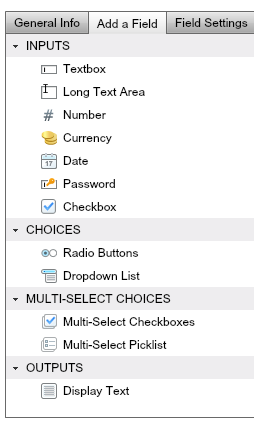 General Info Add a Field Field Settings
INPUTS
Textbox
Long Text Area
# Number
Currency
17 Date
Password
Checkbox
CHOICES
Radio Buttons
Dropdown List
MULTI-SELECT CHOICES
Multi-Select Checkboxes
Multi-Select Picklist
OUTPUTS
Display Text